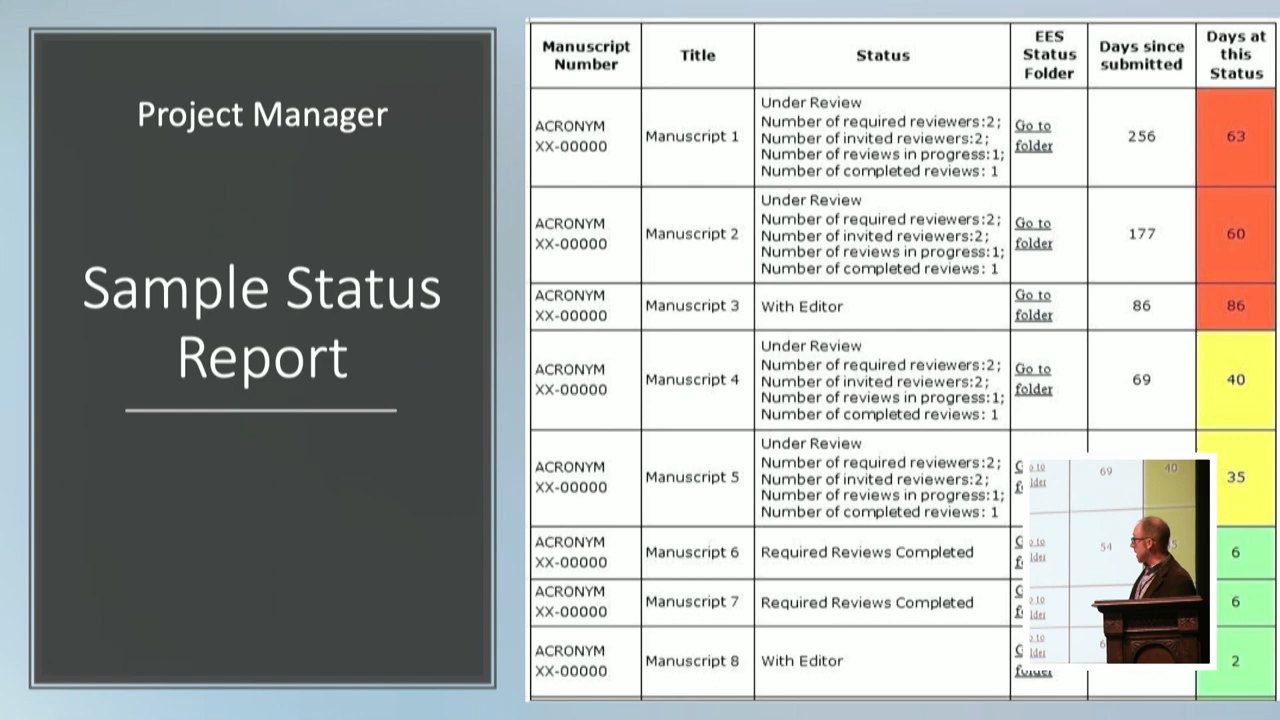 Project Manager
Sample Status
Report
Manuscript
Number
Title
Status
EES
Status
Folder
Days since
submitted
Days at
this
Status
ACRONYM
XX-00000
Manuscript 1
Under Review
Number of required reviewers:2;
Number of invited reviewers:2;
Number of reviews in progress:1;
Number of completed reviews: 1
Go to
folder
256
63
ACRONYM
XX-00000
Manuscript 2
Under Review
Number of required reviewers:2;
Number of invited reviewers:2;
Number of reviews in progress:1;
Number of completed reviews: 1
Go to
folder
177
60
ACRONYM
XX-00000
Manuscript 3
With Editor
Go to
folder
86
86
ACRONYM
XX-00000
Manuscript 4
Under Review
Number of required reviewers:2;
Number of invited reviewers:2;
Number of reviews in progress:1;
Number of completed reviews: 1
Go to
folder
69
40
ACRONYM
XX-00000
Manuscript 5
Under Review
Number of required reviewers:2;
Number of invited reviewers:2;
Number of reviews in progress:1;
Number of completed reviews: 1
35
69
40
54
ACRONYM
XX-00000
Manuscript 6
Required Reviews Completed
6
ACRONYM
XX-00000
Manuscript 7
Required Reviews Completed
6
ACRONYM
XX-00000
Manuscript 8
With Editor
folder
2